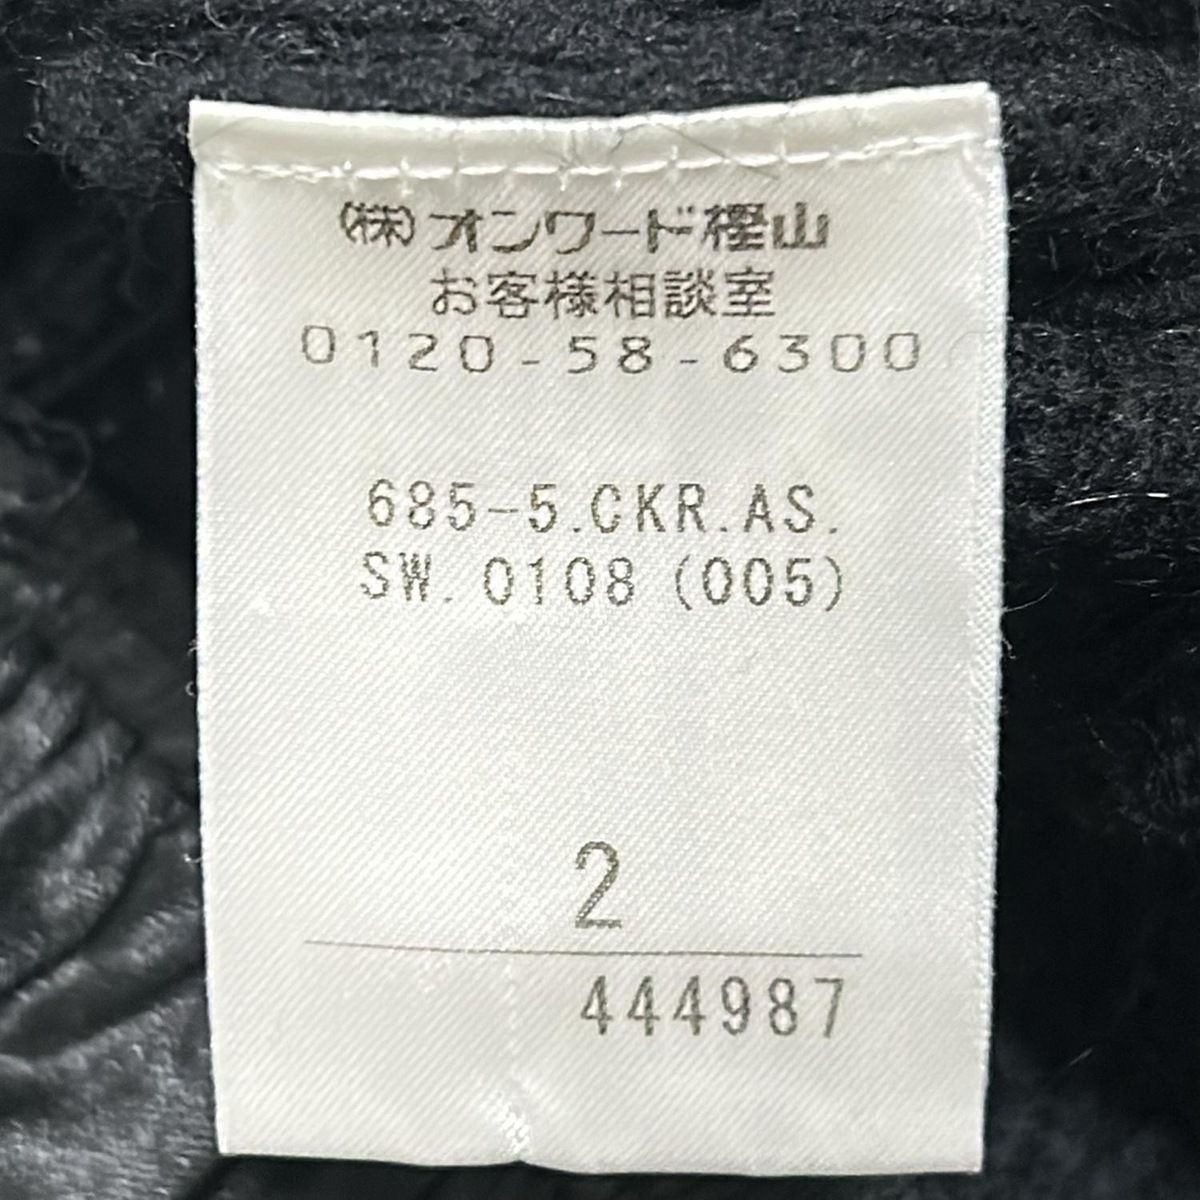 (株)オンワード樫山
お客様相談室
0120-58-6300
685-5.CKR.AS.
SW. 0108 (005)
2
444987